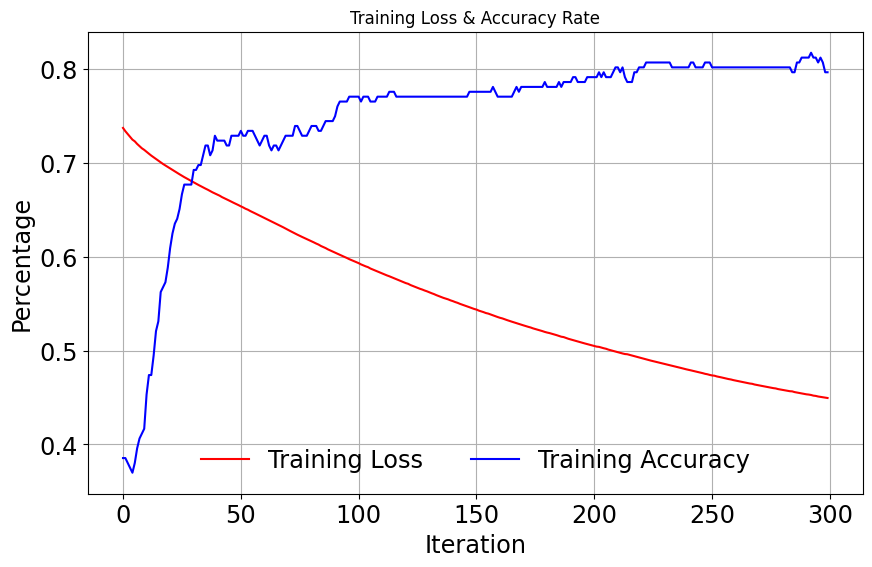 Training Loss & Accuracy Rate
0.8
0.7
0.6
0.5
0.4
Percentage
Training Loss
Training Accuracy
0 50 100 150 200 250 300
Iteration